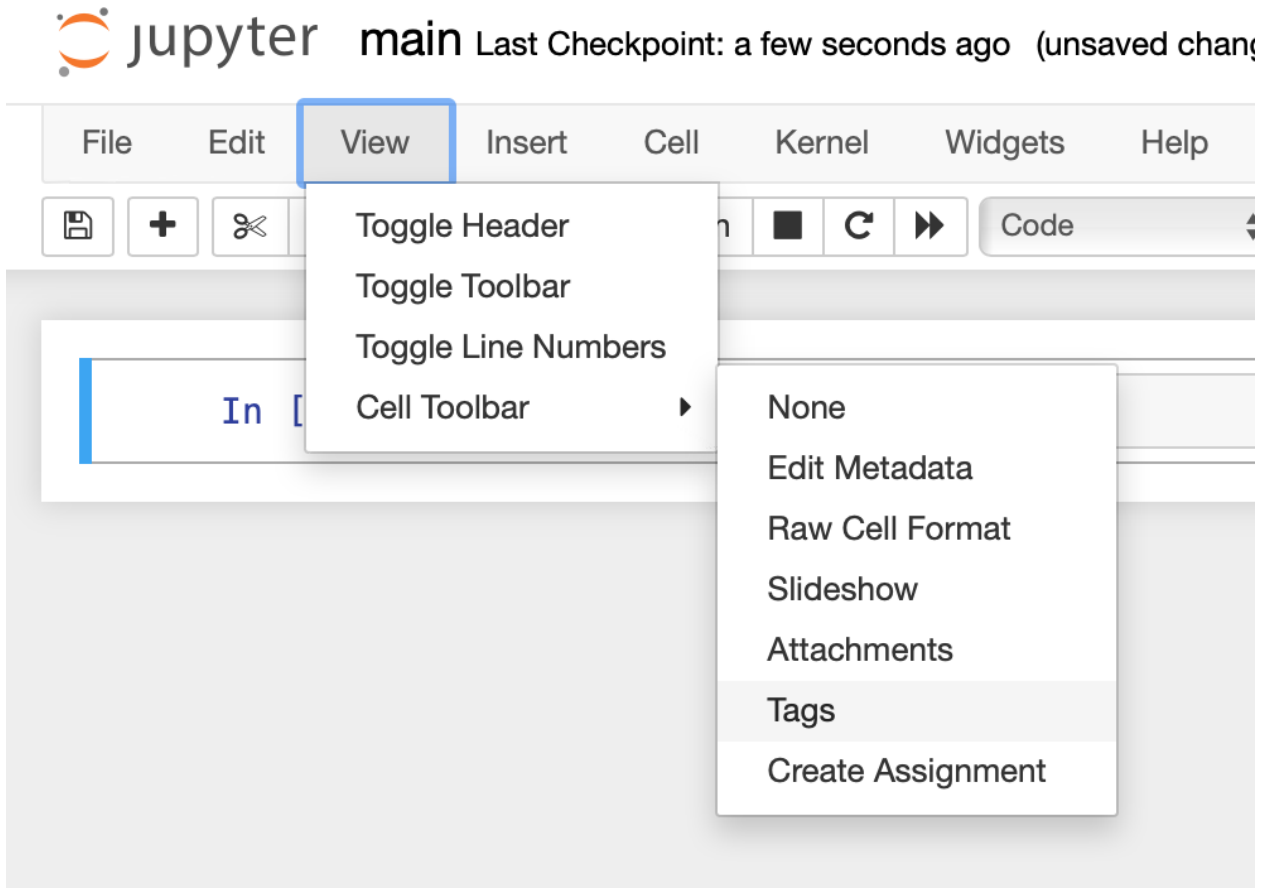 jupyter main Last Checkpoint: a few seconds ago (unsaved
File Edit View Insert Cell Kernel Widgets Help
Code
Toggle Header
Toggle Toolbar
Toggle Line Numbers
In [ Cell Toolbar None
Edit Metadata
Raw Cell Format
Slideshow
Attachments
Tags
Create Assignment